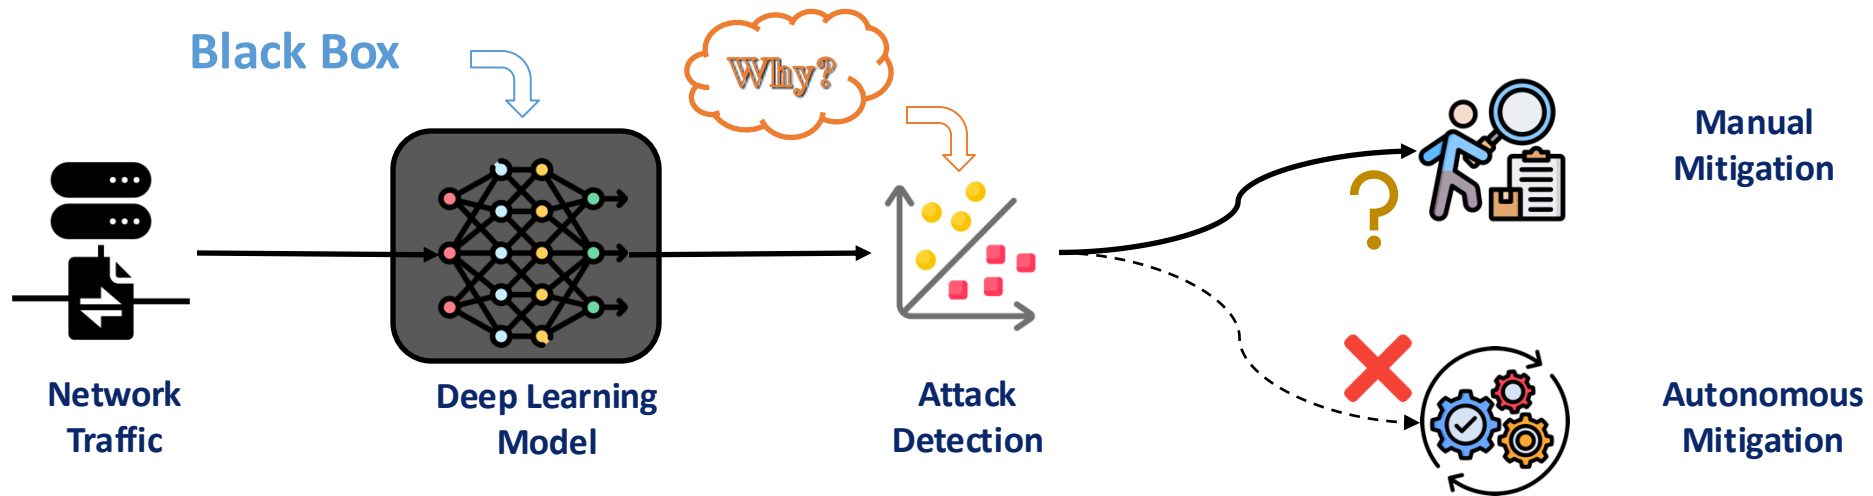 Black Box
Why?
?
Network
Traffic
Deep Learning
Model
Attack
Detection
Manual
Mitigation
Autonomous
Mitigation